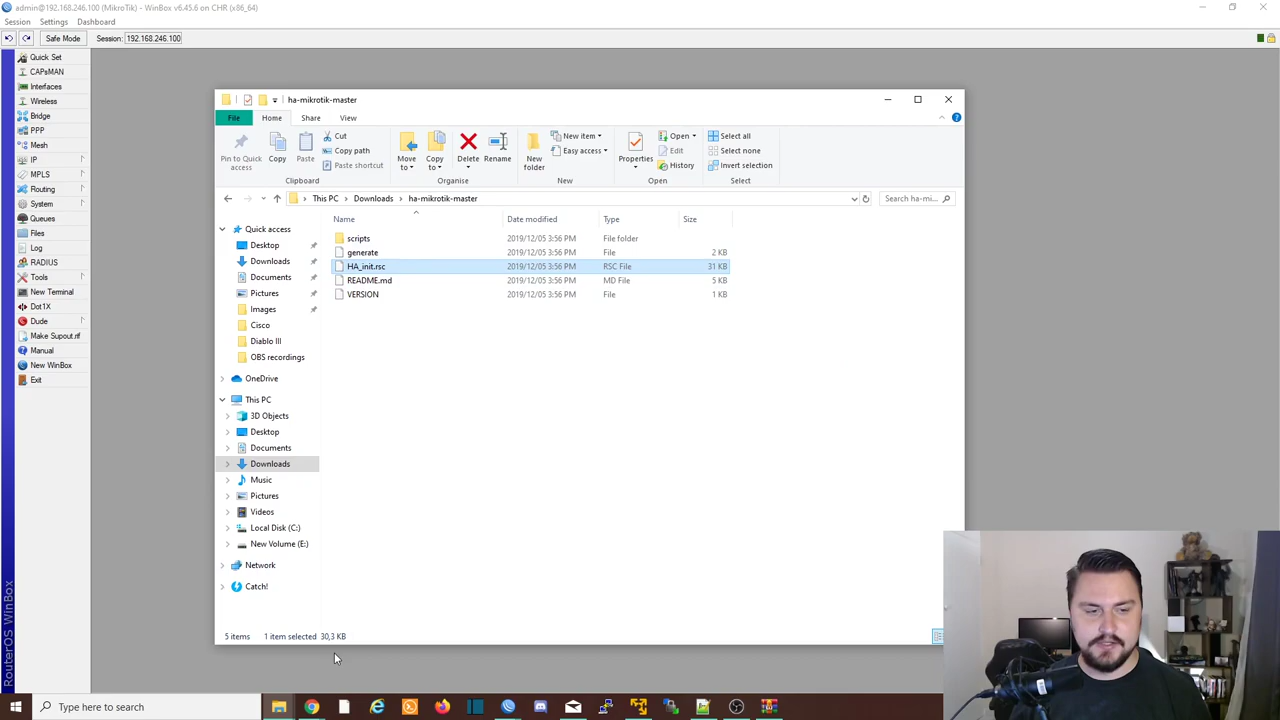 admin@192.168.246.100 (MikroTik) - WinBox v6.45.6 on CHR (x86_64)
Session Settings Dashboard
Safe Mode Session: 192.168.246.100
Quick Set
CAPsMAN
Interfaces
Wireless
Bridge
PPP
Mesh
IP
MPLS
Routing
System
Queues
Files
Log
RADIUS
Tools
New Terminal
Dot1X
Dude
Make Supout.rif
Manual
New WinBox
Exit
RouterOS WinBox
ha-mikrotik-master
File Home Share View
Pin to Quick access
Copy
Paste
Cut
Copy path
Paste shortcut
Clipboard
Move to
Copy to
Delete
Rename
Organise
New folder
New item
Easy access
New
Properties
Open
Edit
History
Open
Select all
Select none
Invert selection
Select
This PC Downloads ha-mikrotik-master
Search ha-mi...
Quick access
Desktop
Downloads
Documents
Pictures
Images
Cisco
Diablo III
OBS recordings
OneDrive
This PC
3D Objects
Desktop
Documents
Downloads
Music
Pictures
Videos
Local Disk (C:)
New Volume (E:)
Network
Catch!
Name Date modified Type Size
scripts 2019/12/05 3:56 PM File folder
generate 2019/12/05 3:56 PM File 2 KB
HA_init.rsc 2019/12/05 3:56 PM RSC File 31 KB
README.md 2019/12/05 3:56 PM MD File 5 KB
VERSION 2019/12/05 3:56 PM File 1 KB
5 items 1 item selected 30,3 KB
Type here to search